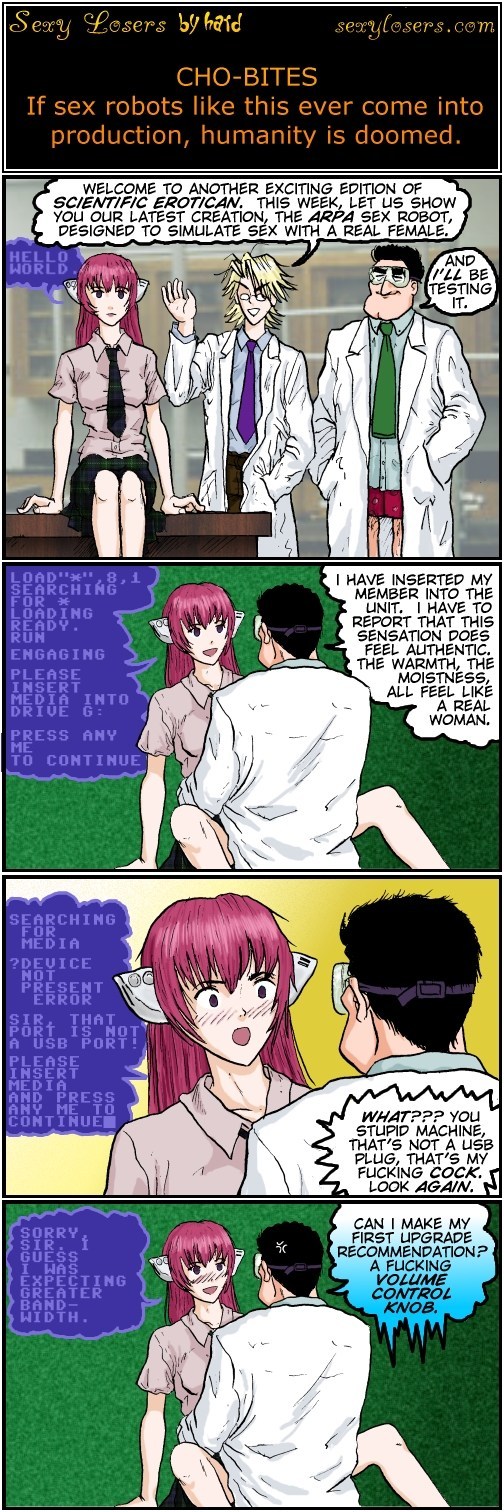 Sexy Losers by hard
sexylosers.com
CHO-BITES
If sex robots like this ever come into
production, humanity is doomed.
WELCOME TO ANOTHER EXCITING EDITION OF
SCIENTIFIC EROTICAN. THIS WEEK, LET US SHOW
YOU OUR LATEST CREATION, THE ARPA SEX ROBOT,
DESIGNED TO SIMULATE SEX WITH A REAL FEMALE.
HELLO
WORLD.
AND
I'LL BE
TESTING
IT.
LOAD"*",8,1
SEARCHING
FOR *
LOADING
READY.
RUN
ENGAGING
PLEASE
INSERT
MEDIA INTO
DRIVE G:
PRESS ANY
ME
TO CONTINUE
I HAVE INSERTED MY
MEMBER INTO THE
UNIT. I HAVE TO
REPORT THAT THIS
SENSATION DOES
FEEL AUTHENTIC.
THE WARMTH, THE
MOISTNESS,
ALL FEEL LIKE
A REAL
WOMAN.
SEARCHING
FOR
MEDIA
?DEVICE
NOT
PRESENT
ERROR
SIR, THAT
PORT IS NOT
A USB PORT!
PLEASE
INSERT
MEDIA
AND PRESS
ANY ME TO
CONTINUE
WHAT??? YOU
STUPID MACHINE,
THAT'S NOT A USB
PLUG, THAT'S MY
FUCKING COCK.
LOOK AGAIN.
SORRY,
SIR. I
GUESS
I WAS
EXPECTING
GREATER
BAND-
WIDTH.
CAN I MAKE MY
FIRST UPGRADE
RECOMMENDATION?
A FUCKING
VOLUME
CONTROL
KNOB.